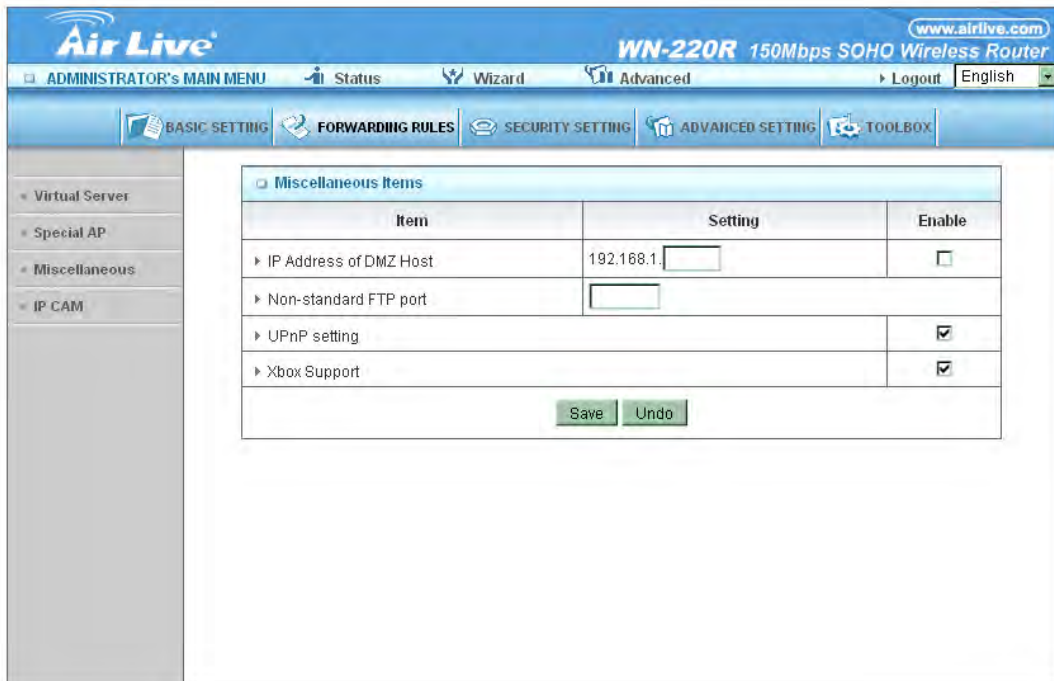 Air Live®
www.airlive.com
WN-220R 150Mbps SOHO Wireless Router
ADMINISTRATOR's MAIN MENU Status Wizard Advanced Logout English
BASIC SETTING FORWARDING RULES SECURITY SETTING ADVANCED SETTING TOOLBOX
Virtual Server
Special AP
Miscellaneous
IP CAM
Miscellaneous Items
Item Setting Enable
IP Address of DMZ Host 192.168.1.
Non-standard FTP port
UPnP setting
Xbox Support
Save Undo